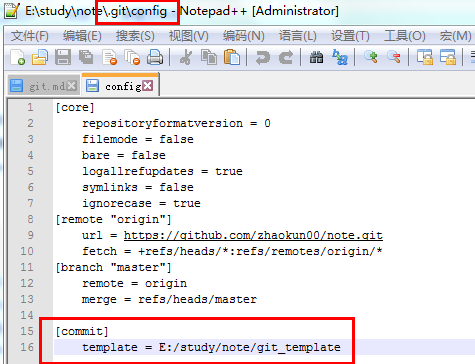 E:\study\note\.git\config - Notepad++ [Administrator]
文件(F) 编辑(E) 搜索(S) 视图(V) 编码(N) 语言(L) 设置(T) 工具(O) 宏(M)
git.md config
1 [core]
2 repositoryformatversion = 0
3 filemode = false
4 bare = false
5 logallrefupdates = true
6 symlinks = false
7 ignorecase = true
8 [remote "origin"]
9 url = https://github.com/zhaokun00/note.git
10 fetch = +refs/heads/*:refs/remotes/origin/*
11 [branch "master"]
12 remote = origin
13 merge = refs/heads/master
14
15 [commit]
16 template = E:/study/note/git_template